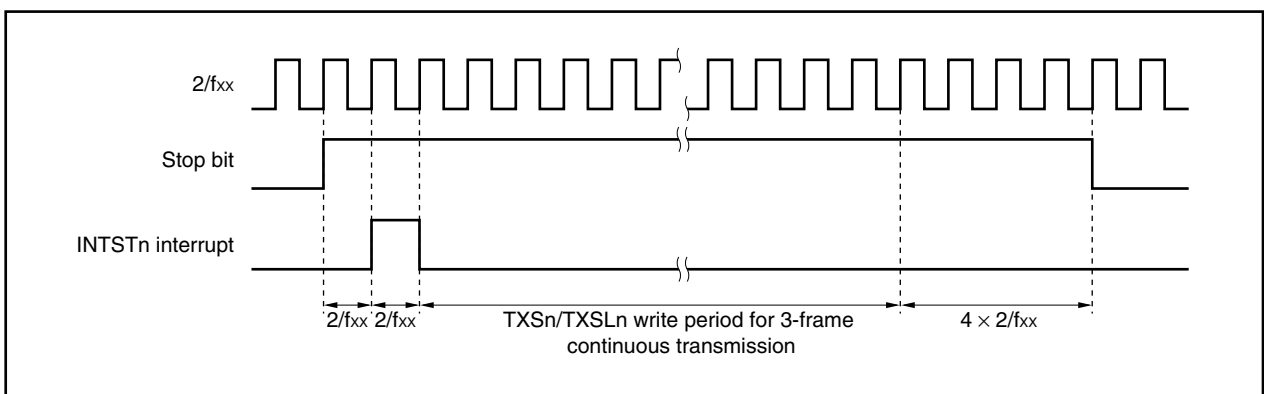 2/fxx
Stop bit
INTSTn interrupt
2/fxx 2/fxx
TXSn/TXSLn write period for 3-frame
continuous transmission
4 × 2/fxx